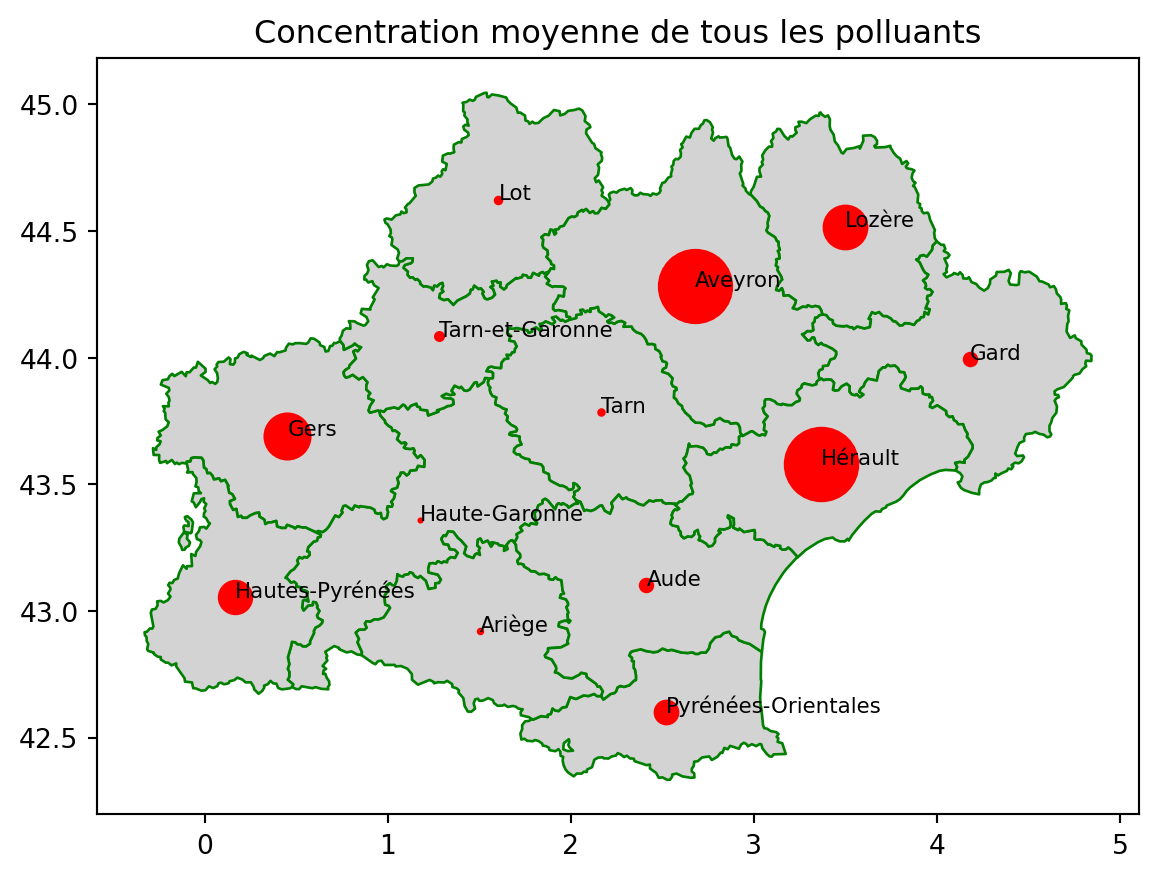 Concentration moyenne de tous les polluants
45.0
44.5
44.0
43.5
43.0
42.5
Lot
Lozère
Aveyron
Tarn-et-Garonne
Gard
Tarn
Gers
Hérault
Haute-Garonne
Aude
Hautes-Pyrénées
Ariège
Pyrénées-Orientales
0 1 2 3 4 5